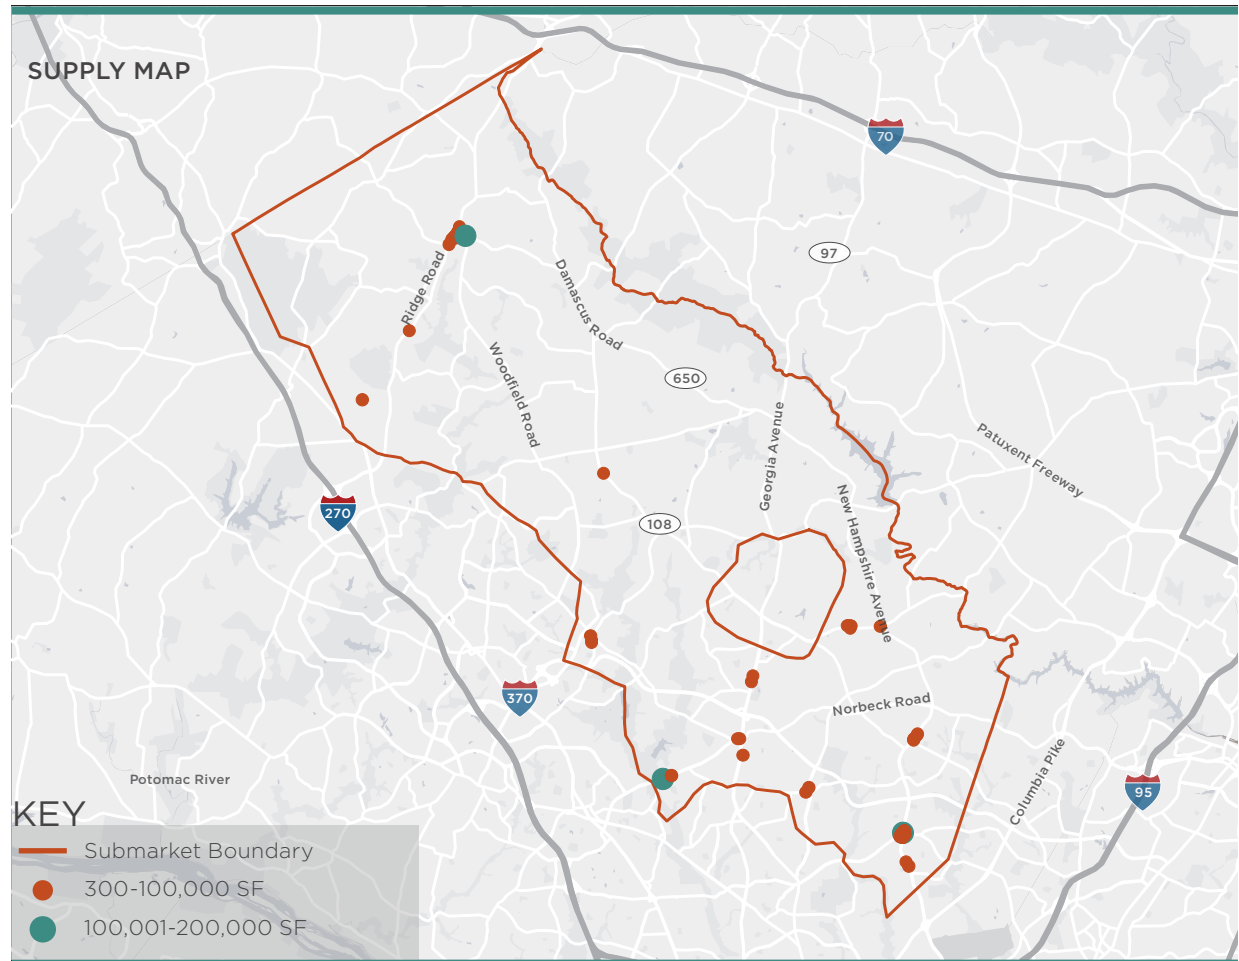 SUPPLY MAP
70
97
Ridge Road
Damascus Road
Woodfield Road
650
Georgia Avenue
Patuxent Freeway
New Hampshire Avenue
270
108
370
Norbeck Road
Columbia Pike
Potomac River
95
KEY
Submarket Boundary
300-100,000 SF
100,001-200,000 SF